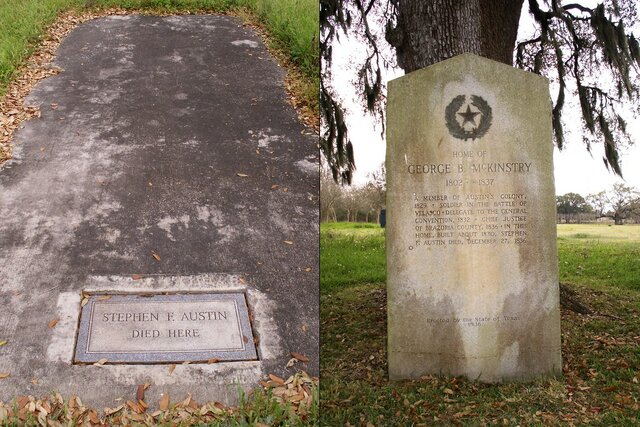 STEPHEN F. AUSTIN
DIED HERE
HOME OF
GEORGE B. McKINSTRY
1802 - 1837
A MEMBER OF AUSTIN'S COLONY,
1829 • SOLDIER IN THE BATTLE OF
VELASCO • DELEGATE TO THE GENERAL
CONVENTION, 1832 • CHIEF JUSTICE
OF BRAZORIA COUNTY, 1836 • IN THIS
HOME, BUILT ABOUT 1830, STEPHEN
F. AUSTIN DIED, DECEMBER 27, 1836
Erected by the State of Texas
1936